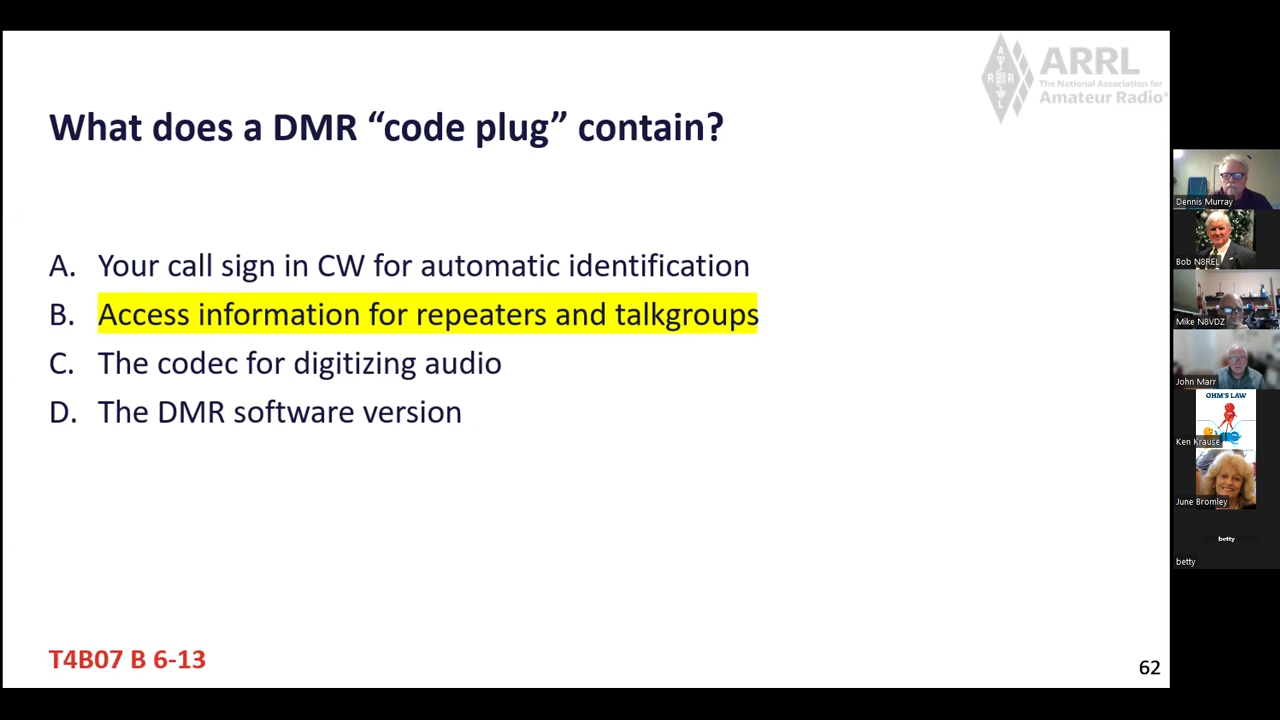 ARRL
The National Association for
Amateur Radio®
What does a DMR “code plug” contain?
A. Your call sign in CW for automatic identification
B. Access information for repeaters and talkgroups
C. The codec for digitizing audio
D. The DMR software version
T4B07 B 6-13
62
Dennis Murray
Bob N8REL
Mike N8VDZ
John Marr
OHM'S LAW
Ken Krause
June Bromley
betty
betty